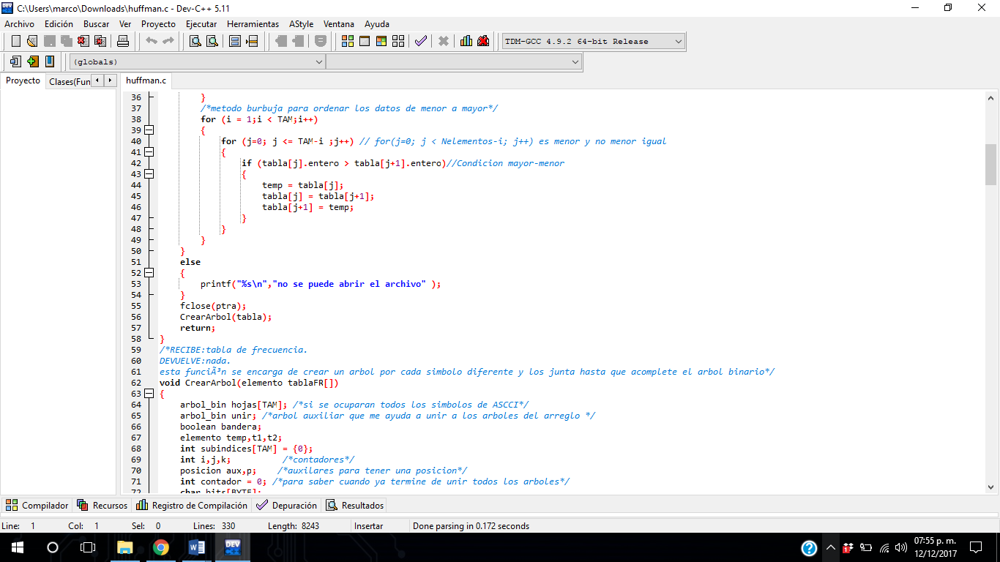 C:\Users\marco\Downloads\huffman.c - Dev-C++ 5.11
Archivo Edición Buscar Ver Proyecto Ejecutar Herramientas AStyle Ventana Ayuda
TDM-GCC 4.9.2 64-bit Release
(globals)
Proyecto Clases(Fun huffman.c
36 }
37 /*metodo burbuja para ordenar los datos de menor a mayor*/
38 for (i = 1;i < TAM;i++)
39 {
40 for (j=0; j <= TAM-i ;j++) // for(j=0; j < Nelementos-i; j++) es menor y no menor igual
41 {
42 if (tabla[j].entero > tabla[j+1].entero)//Condicion mayor-menor
43 {
44 temp = tabla[j];
45 tabla[j] = tabla[j+1];
46 tabla[j+1] = temp;
47 }
48 }
49 }
50 }
51 else
52 {
53 printf("%s\n","no se puede abrir el archivo" );
54 }
55 fclose(ptra);
56 CrearArbol(tabla);
57 return;
58 }
59 /*RECIBE:tabla de frecuencia.
60 DEVUELVE:nada.
61 esta funciÃ³n se encarga de crear un arbol por cada simbolo diferente y los junta hasta que acomplete el arbol binario*/
62 void CrearArbol(elemento tablaFR[])
63 {
64 arbol_bin hojas[TAM]; /*si se ocuparan todos los simbolos de ASCCI*/
65 arbol_bin unir; /*arbol auxiliar que me ayuda a unir a los arboles del arreglo */
66 boolean bandera;
67 elemento temp,t1,t2;
68 int subindices[TAM] = {0};
69 int i,j,k; /*contadores*/
70 posicion aux,p; /*auxilares para tener una posicion*/
71 int contador = 0; /*para saber cuando ya termine de unir todos los arboles*/
72 char bits[BYTE];
Compilador Recursos Registro de Compilación Depuración Resultados
Line: 1 Col: 1 Sel: 0 Lines: 330 Length: 8243 Insertar Done parsing in 0.172 seconds
07:55 p. m.
12/12/2017